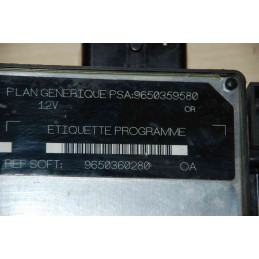 PLAN GENERIQUE PSA:9650359580
12V OR
ETIQUETTE PROGRAMME
REF SOFT: 9650360280 OA